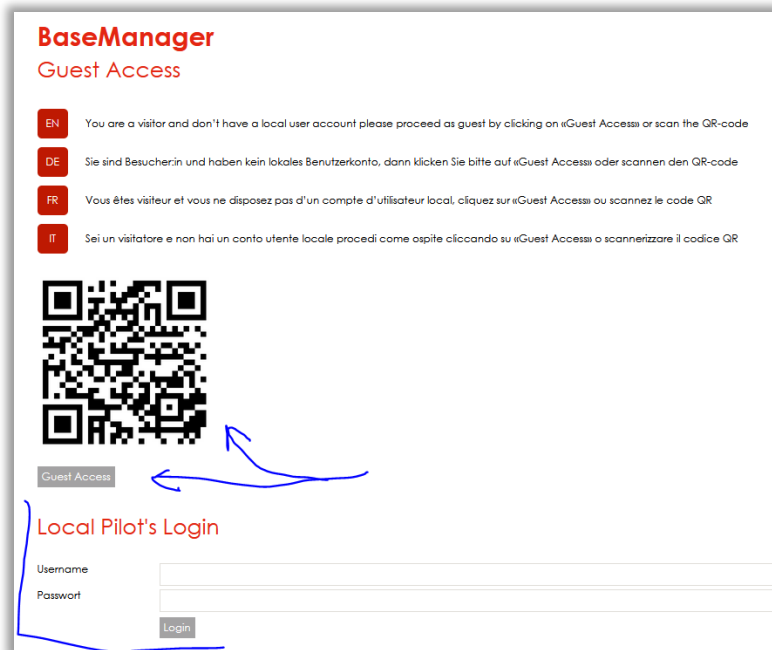 BaseManager
Guest Access
EN You are a visitor and don't have a local user account please proceed as guest by clicking on «Guest Access» or scan the QR-code
DE Sie sind Besucher:in und haben kein lokales Benutzerkonto, dann klicken Sie bitte auf «Guest Access» oder scannen den QR-code
FR Vous êtes visiteur et vous ne disposez pas d'un compte d'utilisateur local, cliquez sur «Guest Access» ou scannez le code QR
IT Sei un visitatore e non hai un conto utente locale procedi come ospite cliccando su «Guest Access» o scannerizzare il codice QR
Guest Access
Local Pilot's Login
Username
Passwort
Login